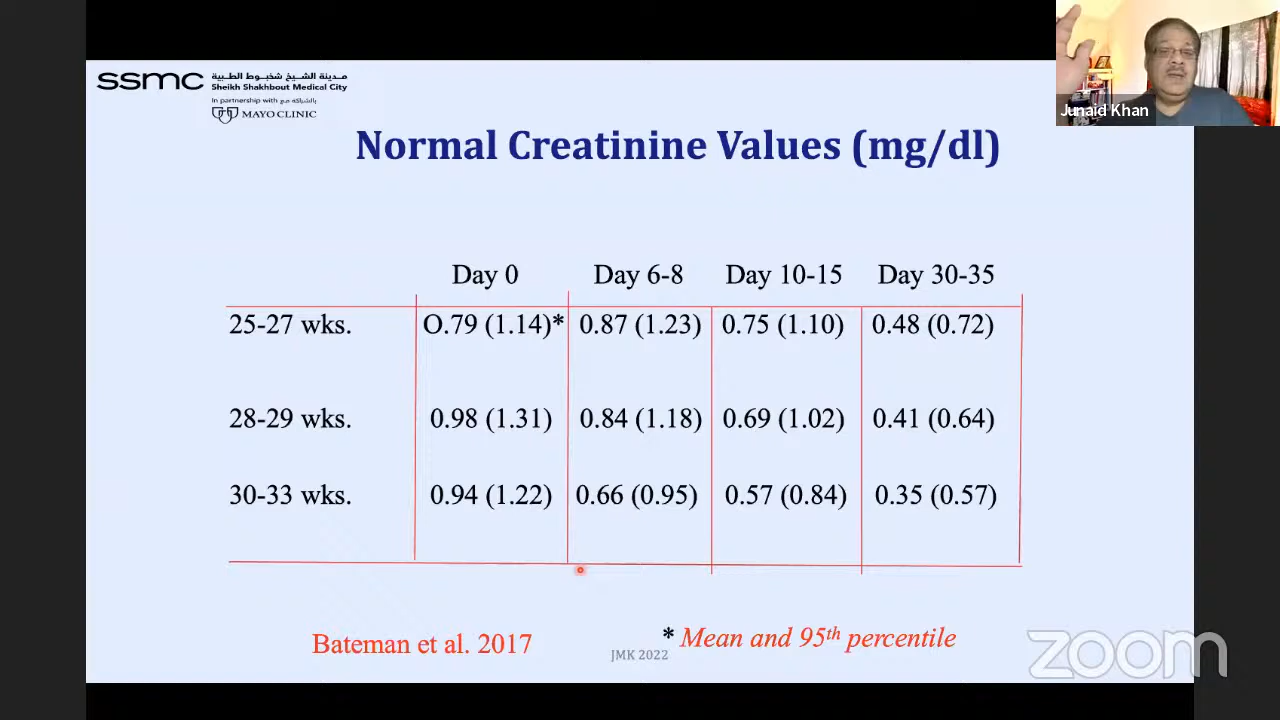 ssmc
مدينة الشيخ شخبوط الطبية
Sheikh Shakhbout Medical City
In partnership with بالشراكة مع
MAYO CLINIC
Junaid Khan
Normal Creatinine Values (mg/dl)
Day 0 Day 6-8 Day 10-15 Day 30-35
25-27 wks. O.79 (1.14)* 0.87 (1.23) 0.75 (1.10) 0.48 (0.72)
28-29 wks. 0.98 (1.31) 0.84 (1.18) 0.69 (1.02) 0.41 (0.64)
30-33 wks. 0.94 (1.22) 0.66 (0.95) 0.57 (0.84) 0.35 (0.57)
Bateman et al. 2017
* Mean and 95th percentile
JMK 2022
zoom